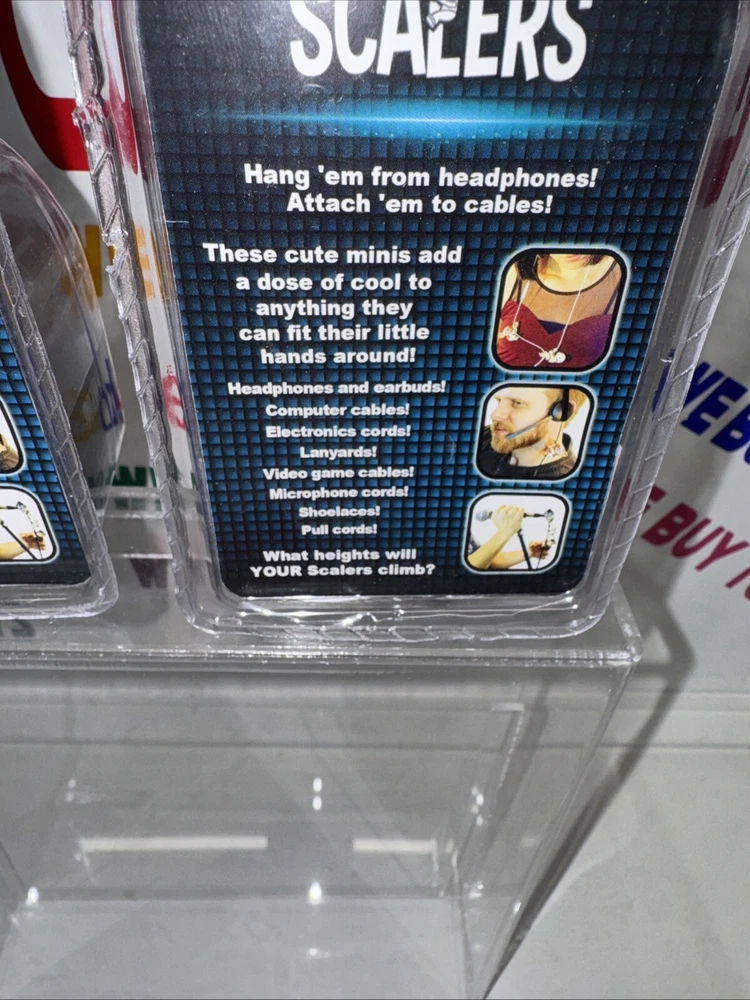 SCALERS
Hang 'em from headphones!
Attach 'em to cables!
These cute minis add
a dose of cool to
anything they
can fit their little
hands around!
Headphones and earbuds!
Computer cables!
Electronics cords!
Lanyards!
Video game cables!
Microphone cords!
Shoelaces!
Pull cords!
What heights will
YOUR Scalers climb?
WE BUY